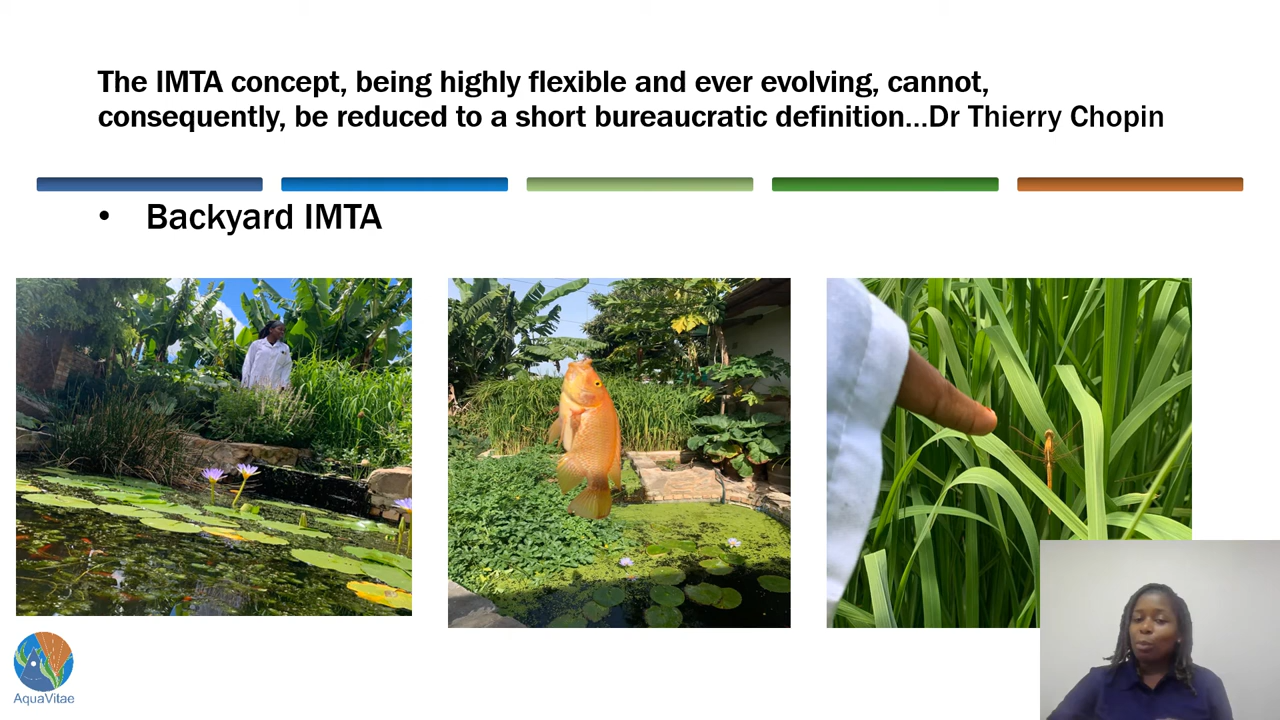 The IMTA concept, being highly flexible and ever evolving, cannot,
consequently, be reduced to a short bureaucratic definition...Dr Thierry Chopin
• Backyard IMTA
AquaVitae